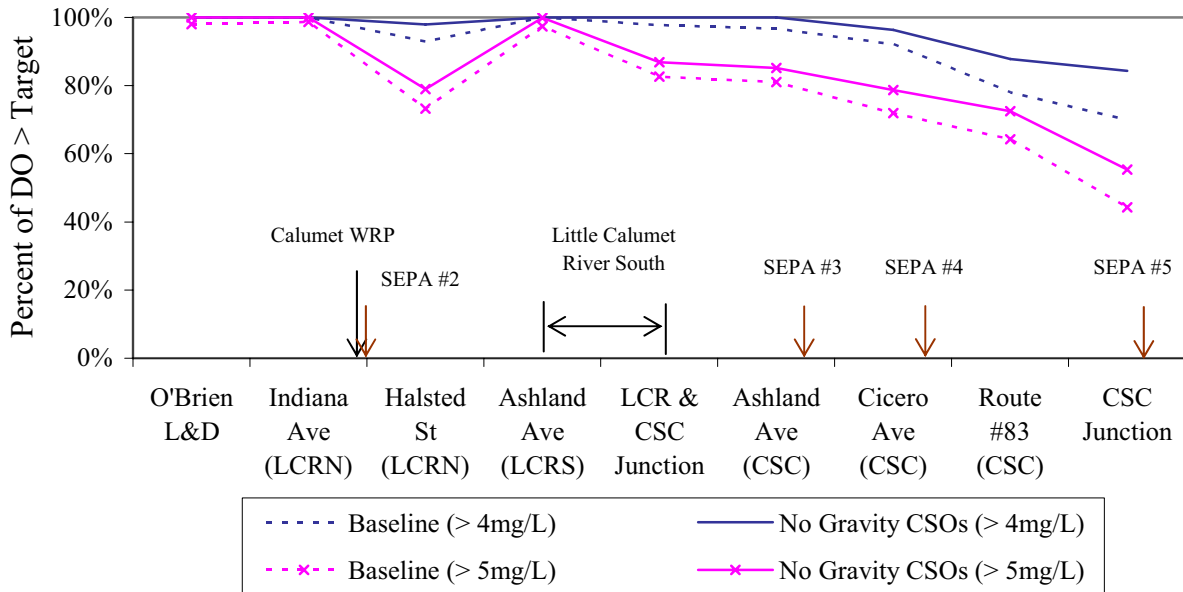 Percent of DO > Target
100%
80%
60%
40%
20%
0%
Calumet WRP
SEPA #2
Little Calumet
River South
SEPA #3
SEPA #4
SEPA #5
O'Brien
L&D
Indiana
Ave
(LCRN)
Halsted
St
(LCRN)
Ashland
Ave
(LCRS)
LCR &
CSC
Junction
Ashland
Ave
(CSC)
Cicero
Ave
(CSC)
Route
#83
(CSC)
CSC
Junction
Baseline (> 4mg/L)
No Gravity CSOs (> 4mg/L)
Baseline (> 5mg/L)
No Gravity CSOs (> 5mg/L)